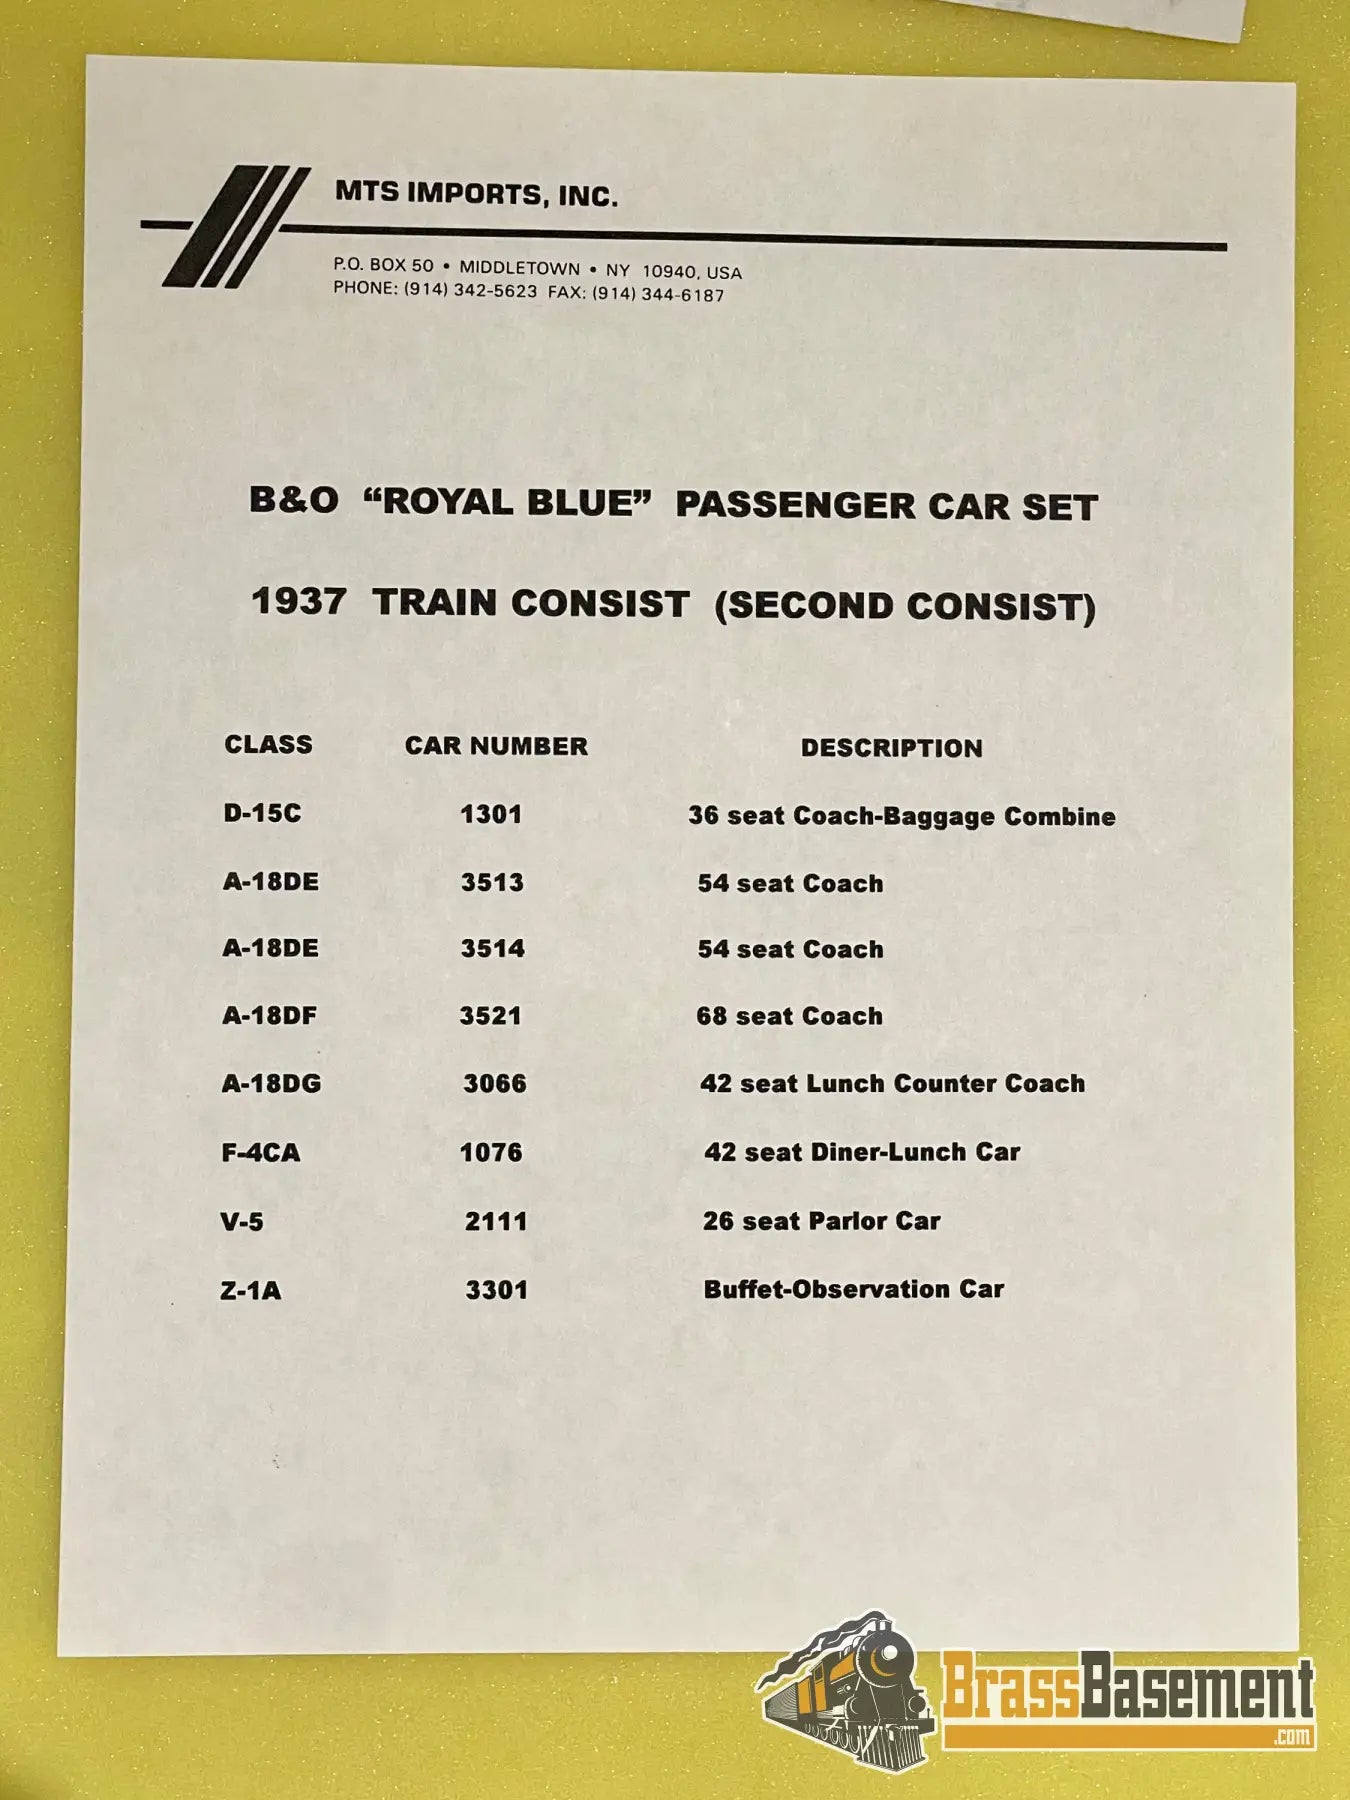 MTS IMPORTS, INC.
P.O. BOX 50 • MIDDLETOWN • NY 10940, USA
PHONE: (914) 342-5623 FAX: (914) 344-6187
B&O “ROYAL BLUE” PASSENGER CAR SET
1937 TRAIN CONSIST (SECOND CONSIST)
CLASS CAR NUMBER DESCRIPTION
D-15C 1301 36 seat Coach-Baggage Combine
A-18DE 3513 54 seat Coach
A-18DE 3514 54 seat Coach
A-18DF 3521 68 seat Coach
A-18DG 3066 42 seat Lunch Counter Coach
F-4CA 1076 42 seat Diner-Lunch Car
V-5 2111 26 seat Parlor Car
Z-1A 3301 Buffet-Observation Car
BrassBasement
.com